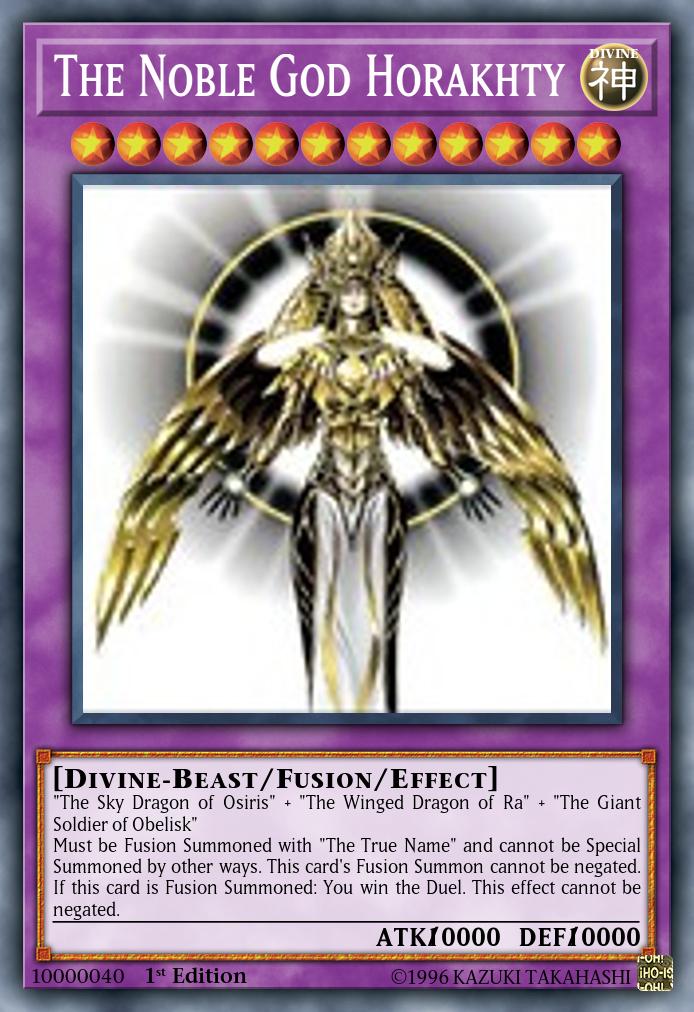 THE NOBLE GOD HORAKHTY
DIVINE
神
[DIVINE-BEAST/FUSION/EFFECT]
"The Sky Dragon of Osiris" + "The Winged Dragon of Ra" + "The Giant
Soldier of Obelisk"
Must be Fusion Summoned with "The True Name" and cannot be Special
Summoned by other ways. This card's Fusion Summon cannot be negated.
If this card is Fusion Summoned: You win the Duel. This effect cannot be
negated.
ATK/10000 DEF/10000
10000040 1st Edition ©1996 KAZUKI TAKAHASHI